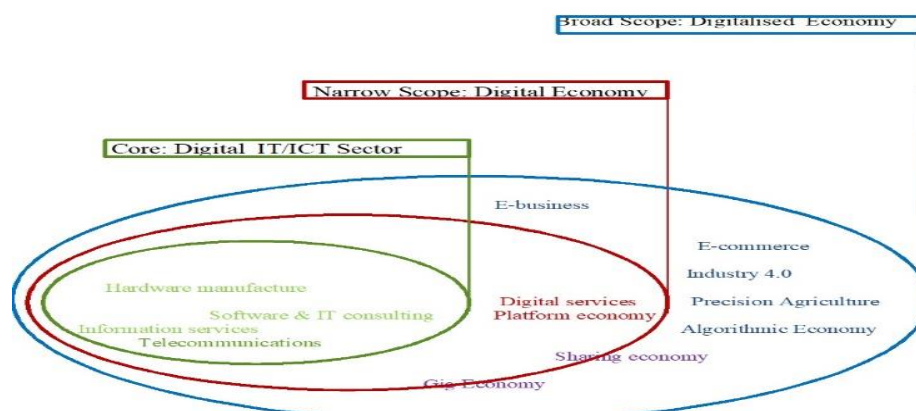 Broad Scope: Digitalised Economy
Narrow Scope: Digital Economy
Core: Digital IT/ICT Sector
E-business
E-commerce
Industry 4.0
Hardware manufacture
Digital services
Precision Agriculture
Software & IT consulting
Platform economy
Information services
Algorithmic Economy
Telecommunications
Sharing economy
Gig Economy